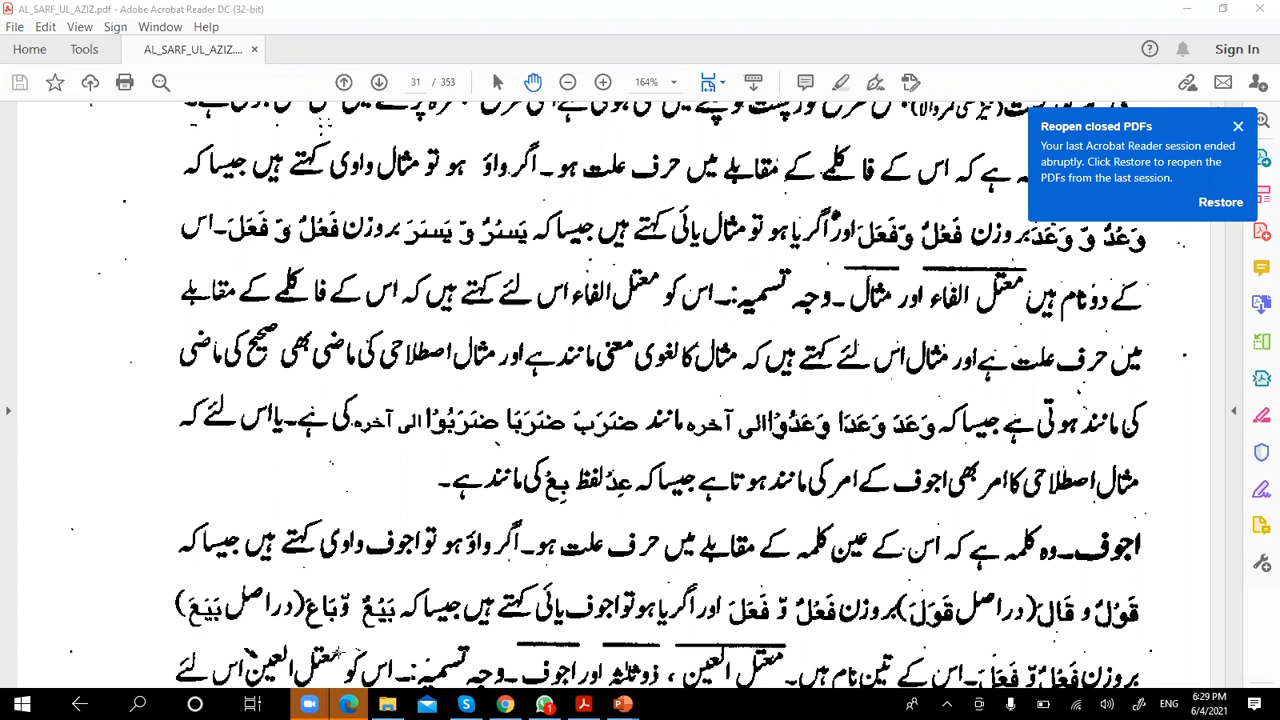 AL_SARF_UL_AZIZ.pdf - Adobe Acrobat Reader DC (32-bit)
File Edit View Sign Window Help
Home Tools AL_SARF_UL_AZIZ.... × Sign In
31 / 353 164%
Reopen closed PDFs
Your last Acrobat Reader session ended
abruptly. Click Restore to reopen the
PDFs from the last session.
Restore
ہے کہ اس کے فا کلمے کے مقابلے میں حرف علت ہو۔ اگر واؤ ہو تو مثال واوی کہتے ہیں جیسا کہ
وَعْدٌ وَّ وَعَدَ بروزن فَعْلٌ وَّ فَعَلَ اور اگر یا ہو تو مثال یائی کہتے ہیں جیسا کہ یَسْرٌ وَّ یَسَرَ بروزن فَعْلٌ وَّ فَعَلَ۔ اس
کے دو نام ہیں معتل الفاء اور مثال۔ وجہ تسمیہ:۔ اس کو معتل الفاء اس لئے کہتے ہیں کہ اس کے فا کلمے کے مقابلے
میں حرف علت ہے اور مثال اس لئے کہتے ہیں کہ مثال کا لغوی معنی مانند ہے اور مثال اصطلاحی کی ماضی بھی صحیح کی ماضی
کی مانند ہوتی ہے جیسا کہ وَعَدَ وَعَدَا وَعَدُوْا الی آخرہ مانند ضَرَبَ ضَرَبَا ضَرَبُوْا الی آخرہ کی ہے۔ یا اس لئے کہ
مثال اصطلاحی کا امر بھی اجوف کے امر کی مانند ہوتا ہے جیسا کہ عِدْ لفظ بِعْ کی مانند ہے۔
اجوف۔ وہ کلمہ ہے کہ اس کے عین کلمہ کے مقابلے میں حرف علت ہو۔ اگر واؤ ہو تو اجوف واوی کہتے ہیں جیسا کہ
قَوْلٌ و قَالَ (دراصل قَوَلَ) بروزن فَعْلٌ وَّ فَعَلَ اور اگر یا ہو تو اجوف یائی کہتے ہیں جیسا کہ بَیْعٌ وَّ بَاعَ (دراصل بَیَعَ)
بروزن فَعْلٌ وَّ فَعَلَ۔ اس کے تین نام ہیں۔ معتل العین ، ذوثلثہ اور اجوف۔ وجہ تسمیہ:۔ اس کو معتل العین اس لئے
ENG
6:29 PM
6/4/2021